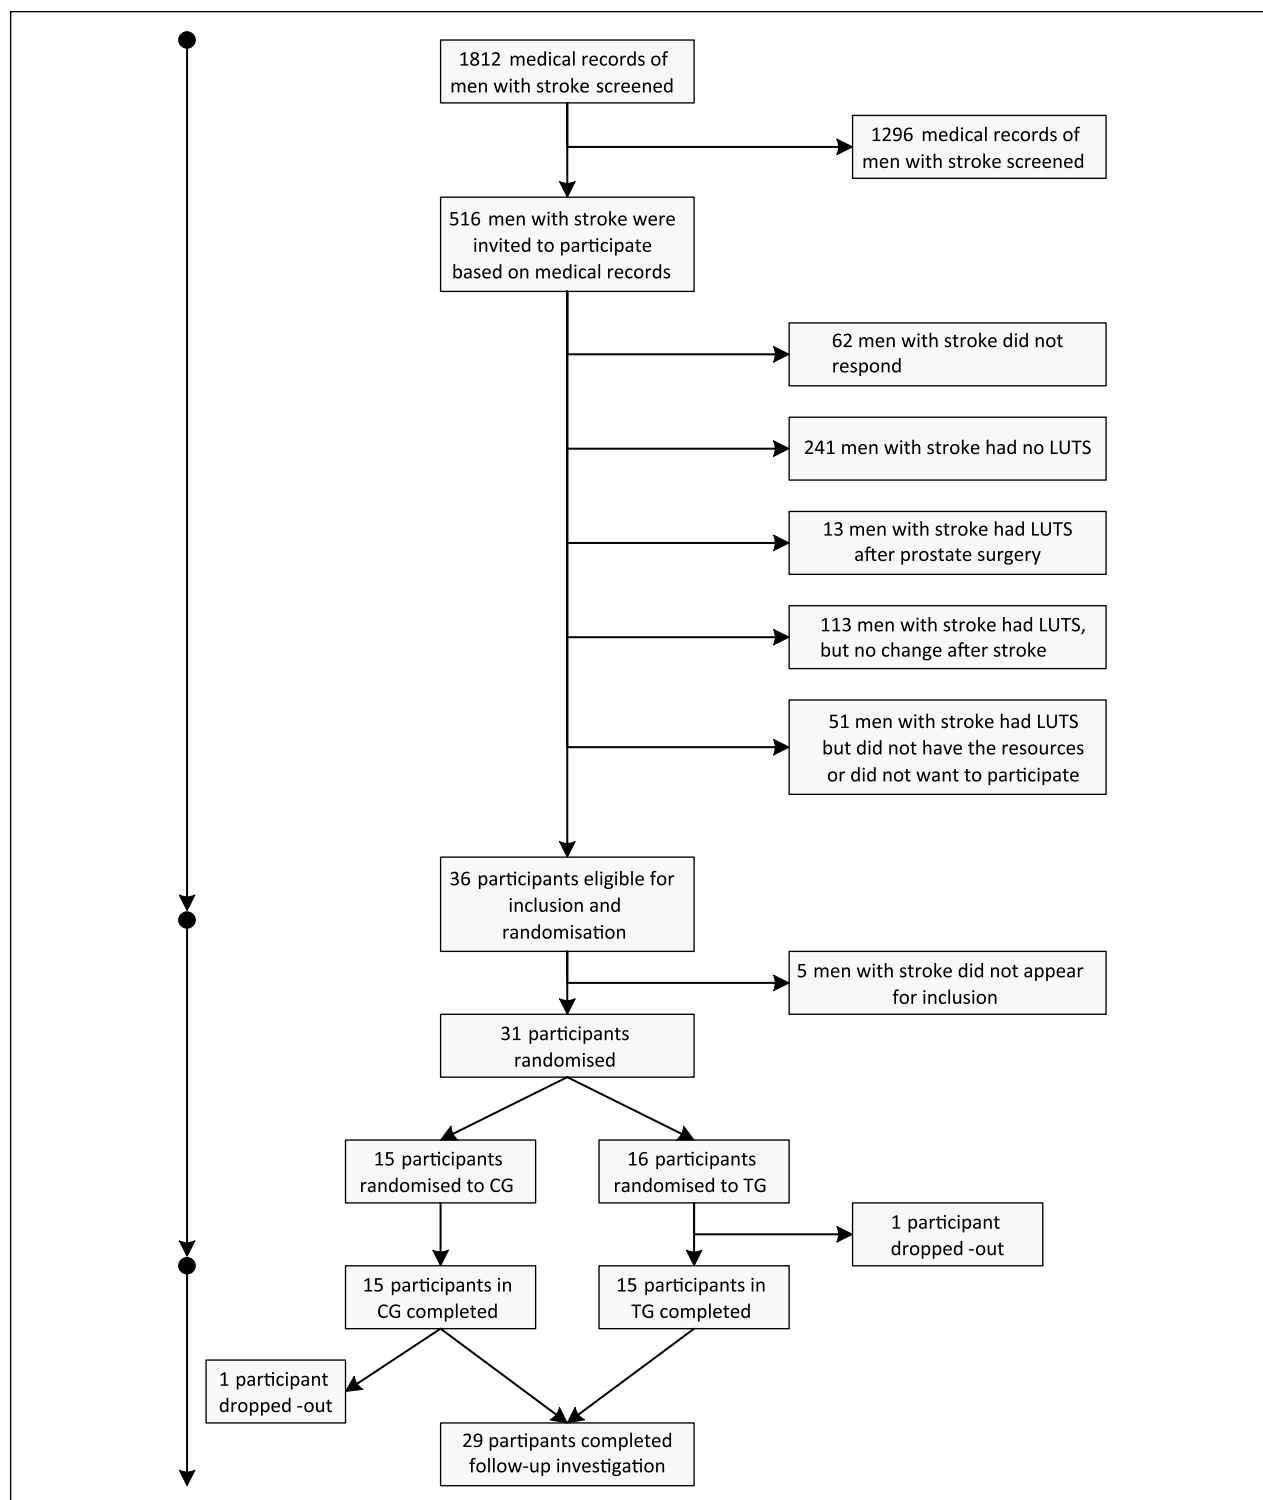 1812 medical records of
men with stroke screened
1296 medical records of
men with stroke screened
516 men with stroke were
invited to participate
based on medical records
62 men with stroke did not
respond
241 men with stroke had no LUTS
13 men with stroke had LUTS
after prostate surgery
113 men with stroke had LUTS,
but no change after stroke
51 men with stroke had LUTS
but did not have the resources
or did not want to participate
36 participants eligible for
inclusion and
randomisation
5 men with stroke did not appear
for inclusion
31 participants
randomised
15 participants
randomised to CG
16 participants
randomised to TG
1 participant
dropped -out
15 participants in
CG completed
15 participants in
TG completed
1 participant
dropped -out
29 partipants completed
follow-up investigation